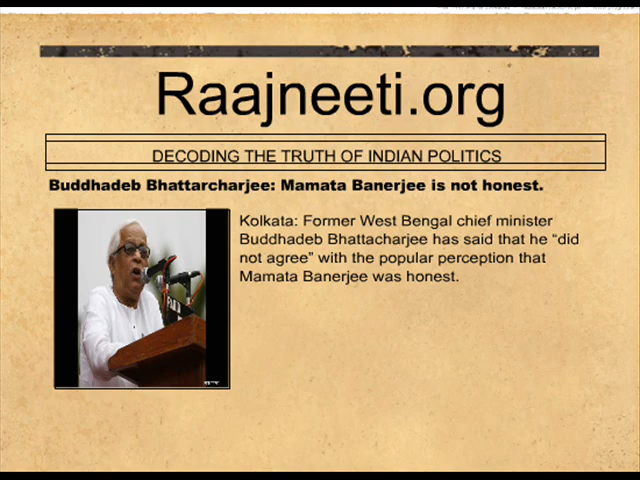 Raajneeti.org
DECODING THE TRUTH OF INDIAN POLITICS
Buddhadeb Bhattarcharjee: Mamata Banerjee is not honest.
Kolkata: Former West Bengal chief minister
Buddhadeb Bhattacharjee has said that he “did
not agree” with the popular perception that
Mamata Banerjee was honest.